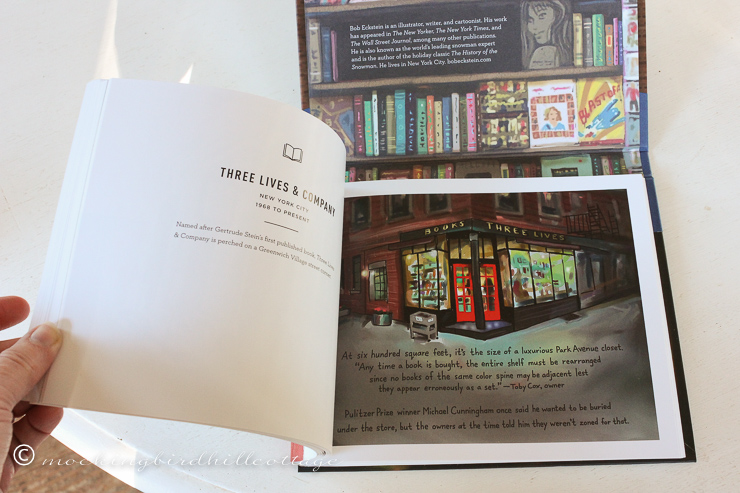 Bob Eckstein is an illustrator, writer, and cartoonist. His work
has appeared in The New Yorker, The New York Times, and
The Wall Street Journal, among many other publications.
He is also known as the world's leading snowman expert
and is the author of the holiday classic The History of the
Snowman. He lives in New York City. bobeckstein.com
BLAST OFF!
THREE LIVES & COMPANY
NEW YORK CITY
1968 TO PRESENT
Named after Gertrude Stein's first published book, Three Lives
& Company is perched on a Greenwich Village street corner.
BOOKS THREE LIVES
At six hundred square feet, it's the size of a luxurious Park Avenue closet.
"Any time a book is bought, the entire shelf must be rearranged
since no books of the same color spine may be adjacent lest
they appear erroneously as a set." —Toby Cox, owner
Pulitzer Prize winner Michael Cunningham once said he wanted to be buried
under the store, but the owners at the time told him they weren't zoned for that.
© mockingbirdhillcottage